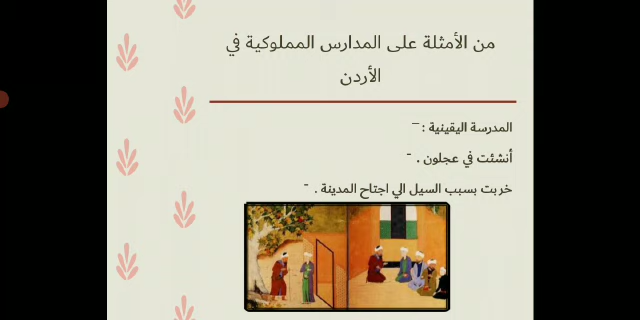 من الأمثلة على المدارس المملوكية في
الأردن
المدرسة اليقينية : –
أنشئت في عجلون . -
خربت بسبب السيل الي اجتاح المدينة . -